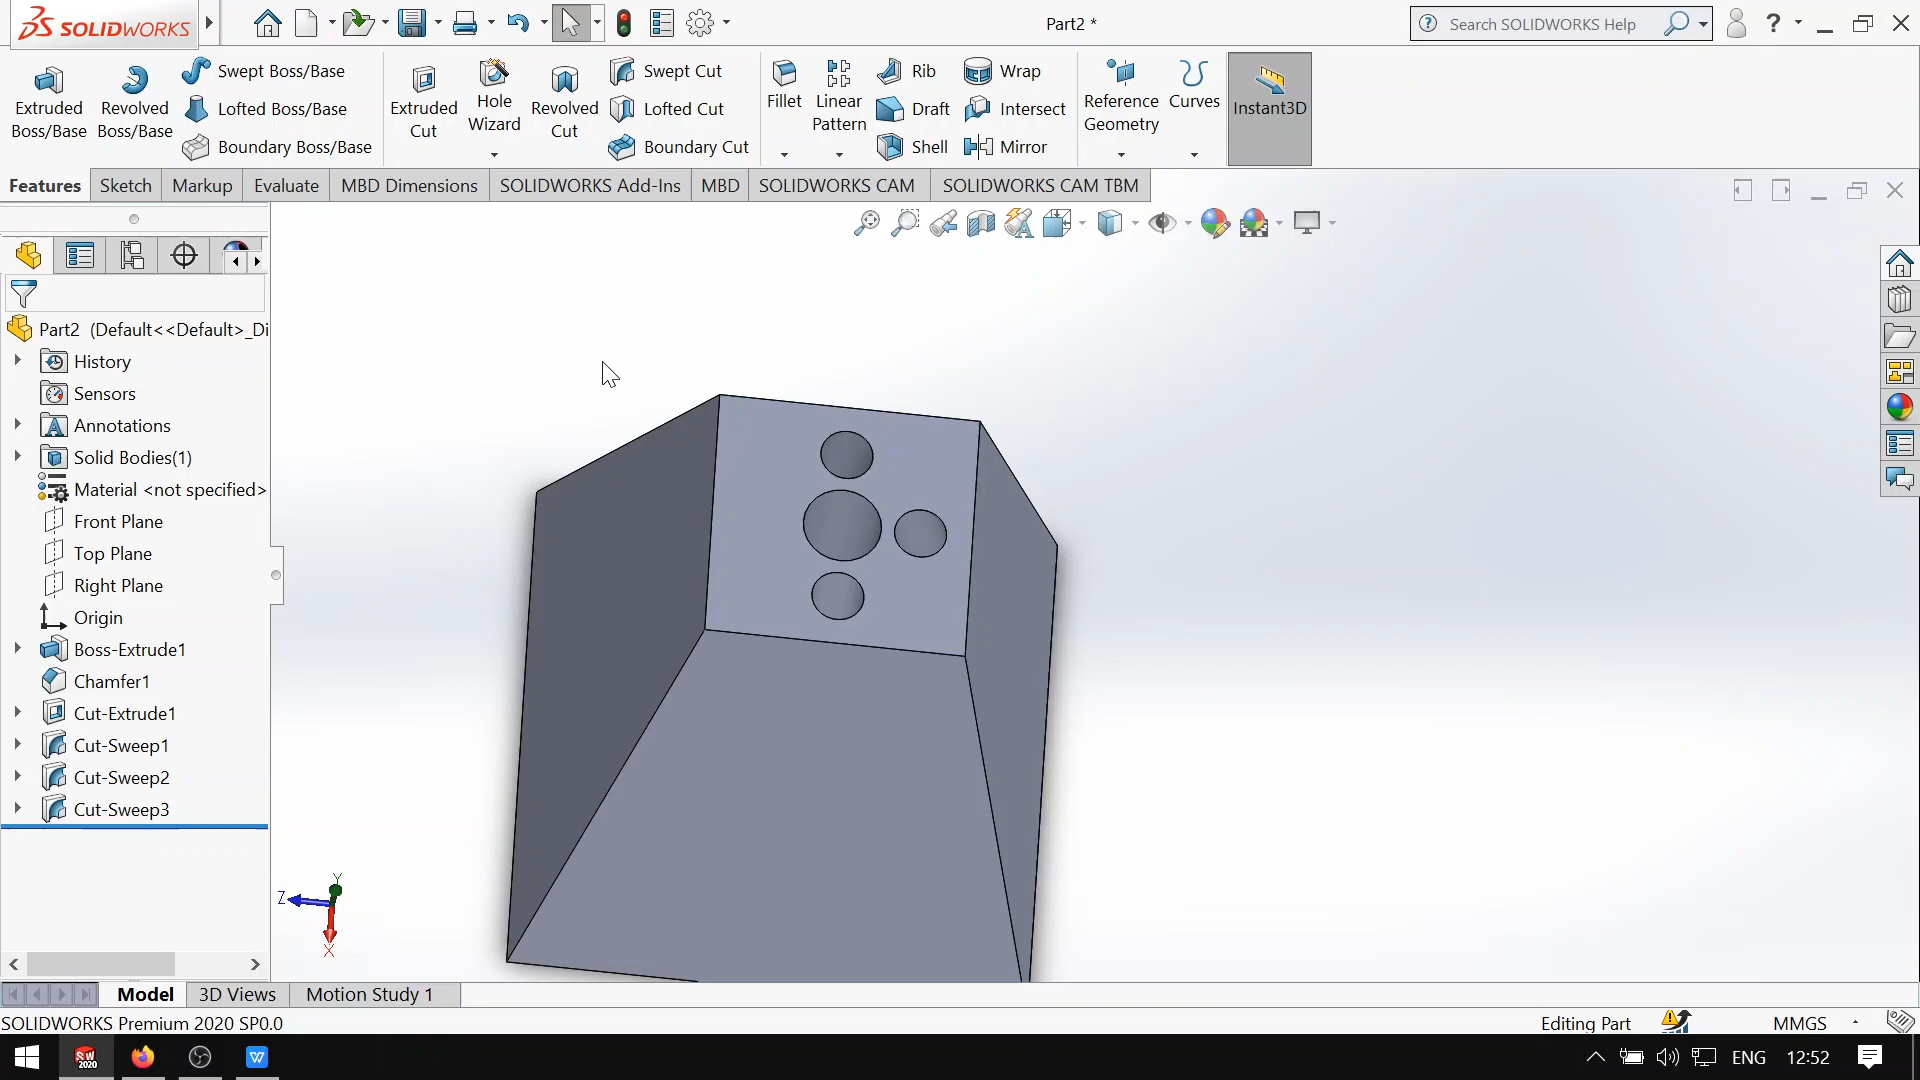 SOLIDWORKS
Part2 *
Search SOLIDWORKS Help
Extruded Boss/Base
Revolved Boss/Base
Swept Boss/Base
Lofted Boss/Base
Boundary Boss/Base
Extruded Cut
Hole Wizard
Revolved Cut
Swept Cut
Lofted Cut
Boundary Cut
Fillet
Linear Pattern
Rib
Draft
Shell
Wrap
Intersect
Mirror
Reference Geometry
Curves
Instant3D
Features
Sketch
Markup
Evaluate
MBD Dimensions
SOLIDWORKS Add-Ins
MBD
SOLIDWORKS CAM
SOLIDWORKS CAM TBM
Part2 (Default<<Default>_Di
History
Sensors
Annotations
Solid Bodies(1)
Material <not specified>
Front Plane
Top Plane
Right Plane
Origin
Boss-Extrude1
Chamfer1
Cut-Extrude1
Cut-Sweep1
Cut-Sweep2
Cut-Sweep3
Y
Z
X
Model
3D Views
Motion Study 1
SOLIDWORKS Premium 2020 SP0.0
Editing Part
MMGS
SW 2020
W
ENG
12:52